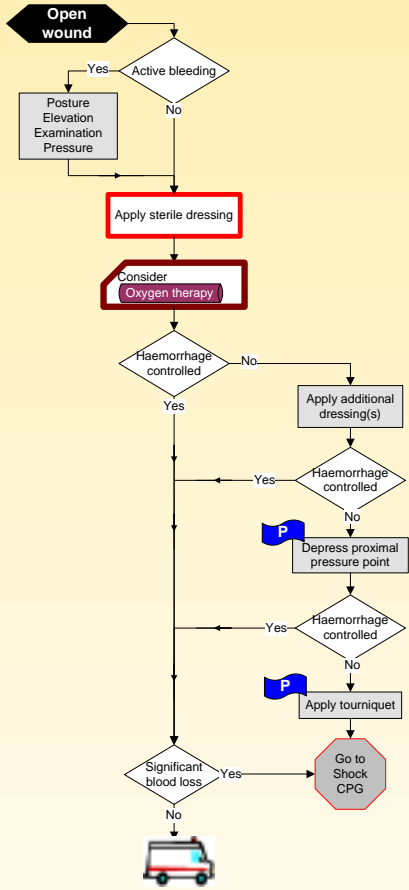 Open
wound
Active bleeding
Yes
No
Posture
Elevation
Examination
Pressure
Apply sterile dressing
Consider
Oxygen therapy
Haemorrhage
controlled
No
Yes
Apply additional
dressing(s)
Haemorrhage
controlled
Yes
No
P
Depress proximal
pressure point
Haemorrhage
controlled
Yes
No
P
Apply tourniquet
Significant
blood loss
Yes
No
Go to
Shock
CPG